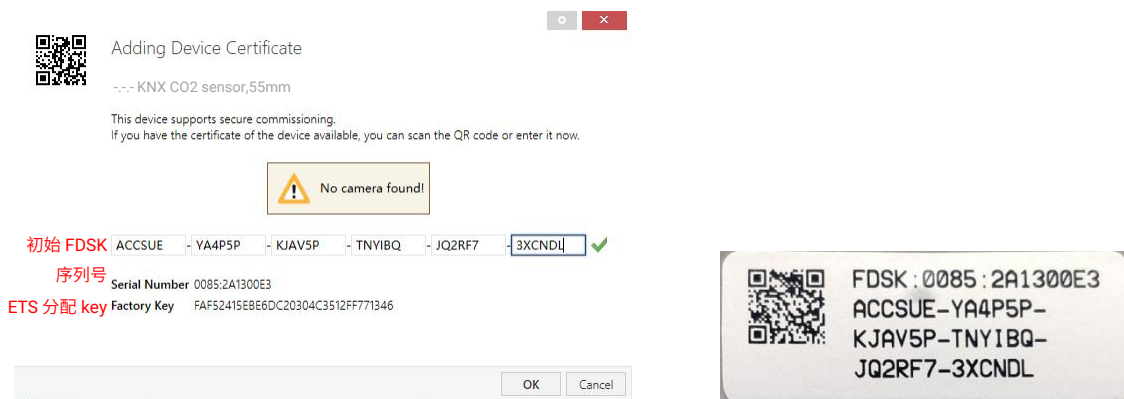 Adding Device Certificate
-.-.- KNX CO2 sensor,55mm
This device supports secure commissioning.
If you have the certificate of the device available, you can scan the QR code or enter it now.
No camera found!
初始 FDSK ACCSUE - YA4P5P - KJAV5P - TNYIBQ - JQ2RF7 - 3XCNDL
序列号 Serial Number 0085:2A1300E3
ETS 分配 key Factory Key FAF52415EBE6DC20304C3512FF771346
OK Cancel
FDSK:0085:2A1300E3
ACCSUE-YA4P5P-
KJAV5P-TNYIBQ-
JQ2RF7-3XCNDL